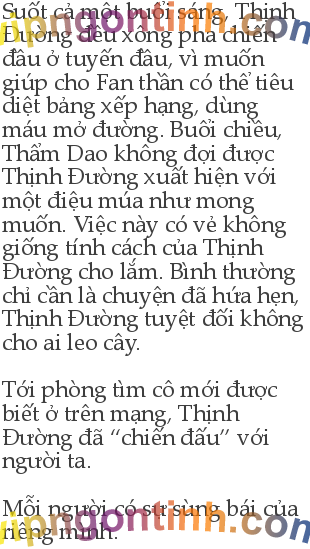 Suốt cả một buổi sáng, Thịnh
Đường đều xông pha chiến
đấu ở tuyến đầu, vì muốn
giúp cho Fan thần có thể tiêu
diệt bảng xếp hạng, dùng
máu mở đường. Buổi chiều,
Thẩm Dao không đợi được
Thịnh Đường xuất hiện với
một điệu múa như mong
muốn. Việc này có vẻ không
giống tính cách của Thịnh
Đường cho lắm. Bình thường
chỉ cần là chuyện đã hứa hẹn,
Thịnh Đường tuyệt đối không
cho ai leo cây.
Tới phòng tìm cô mới được
biết ở trên mạng, Thịnh
Đường đã “chiến đấu” với
người ta.
Mỗi người có sự sùng bái của
riêng mình.
vipngontinh.com
vipngontinh.com